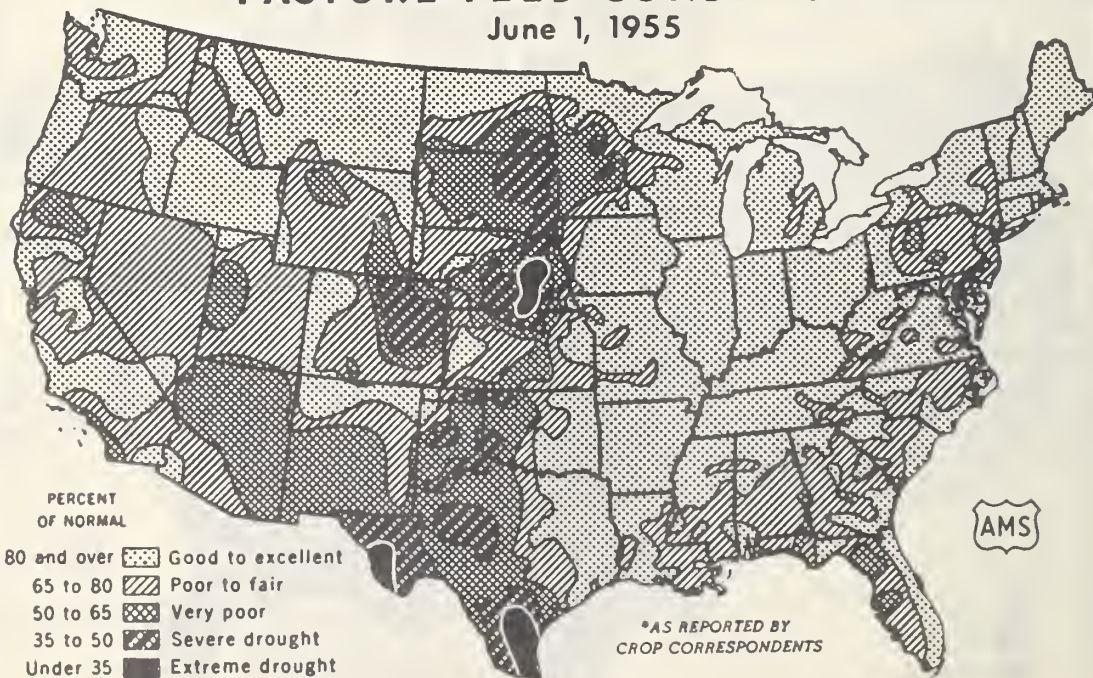 June 1, 1955
PERCENT
OF NORMAL
80 and over Good to excellent
65 to 80 Poor to fair
50 to 65 Very poor
35 to 50 Severe drought
Under 35 Extreme drought
*AS REPORTED BY
CROP CORRESPONDENTS
AMS